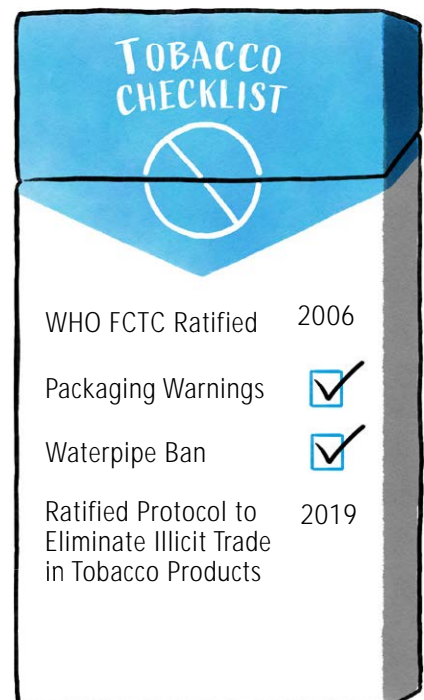 TOBACCO
CHECKLIST
WHO FCTC Ratified 2006
Packaging Warnings
Waterpipe Ban
Ratified Protocol to 2019
Eliminate Illicit Trade
in Tobacco Products